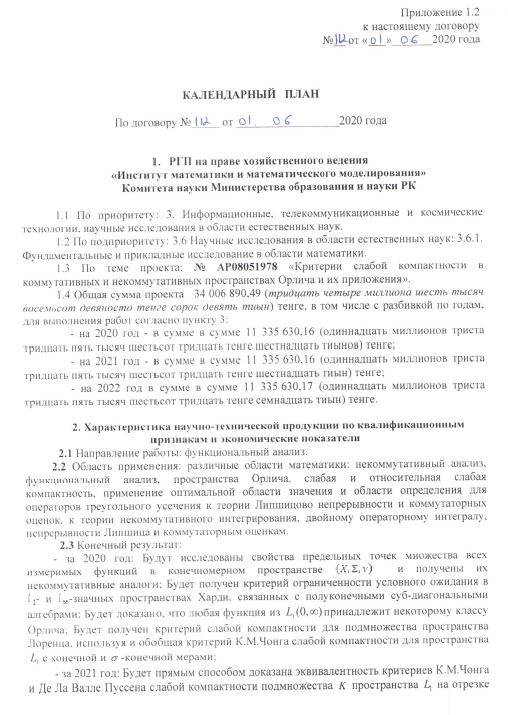 Приложение 1.2
к настоящему договору
№112 от «01» 06 2020 года
КАЛЕНДАРНЫЙ ПЛАН
По договору № 112 от 01. 06 2020 года
1. РГП на праве хозяйственного ведения
«Институт математики и математического моделирования»
Комитета науки Министерства образования и науки РК
1.1 По приоритету: 3. Информационные, телекоммуникационные и космические
технологии, научные исследования в области естественных наук.
1.2 По подприоритету: 3.6 Научные исследования в области естественных наук: 3.6.1.
Фундаментальные и прикладные исследование в области математики.
1.3 По теме проекта: № АР08051978 «Критерии слабой компактности в
коммутативных и некоммутативных пространствах Орлича и их приложения».
1.4 Общая сумма проекта 34 006 890,49 (тридцать четыре миллиона шесть тысяч
восемьсот девяносто тенге сорок девять тиын) тенге, в том числе с разбивкой по годам,
для выполнения работ согласно пункту 3:
- на 2020 год - в сумме в сумме 11 335 630,16 (одиннадцать миллионов триста
тридцать пять тысяч шестьсот тридцать тенге шестнадцать тиынов) тенге;
- на 2021 год - в сумме в сумме 11 335 630,16 (одиннадцать миллионов триста
тридцать пять тысяч шестьсот тридцать тенге шестнадцать тиын) тенге;
- на 2022 год в сумме в сумме 11 335 630,17 (одиннадцать миллионов триста
тридцать пять тысяч шестьсот тридцать тенге семнадцать тиын) тенге.
2. Характеристика научно-технической продукции по квалификационным
признакам и экономические показатели
2.1 Направление работы: функциональный анализ.
2.2 Область применения: различные области математики: некоммутативный анализ,
функциональный анализ, пространства Орлича, слабая и относительная слабая
компактность, применение оптимальной области значения и области определения для
операторов треугольного усечения к теории Липшицово непрерывности и коммутаторных
оценок, к теории некоммутативного интегрирования, двойному операторному интегралу,
непрерывности Липшица и коммутаторным оценкам.
2.3 Конечный результат:
- за 2020 год: Будут исследованы свойства предельных точек множества всех
измеримых функций в конечномерном пространстве (X,Σ,ν) и получены их
некоммутативные аналоги; Будет получен критерий ограниченности условного ожидания в
l₁- и l∞-значных пространствах Харди, связанных с полуконечными суб-диагональными
алгебрами; Будет доказано, что любая функция из L₁(0,∞) принадлежит некоторому классу
Орлича; Будет получен критерий слабой компактности для подмножества пространства
Лоренца, используя и обобщая критерий К.М.Чонга слабой компактности для пространства
L₁ с конечной и σ -конечной мерами;
- за 2021 год: Будет прямым способом доказана эквивалентность критериев К.М.Чонга
и Де Ла Валле Пуссена слабой компактности подмножества K пространства L₁ на отрезке